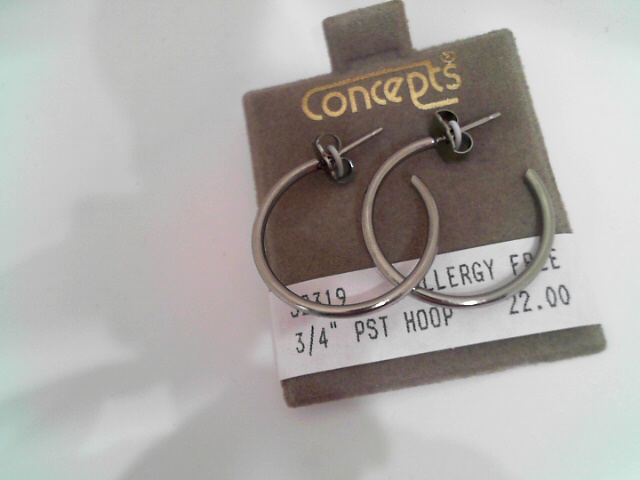 Concepts
ALLERGY FREE
3/4" PST HOOP 22.00